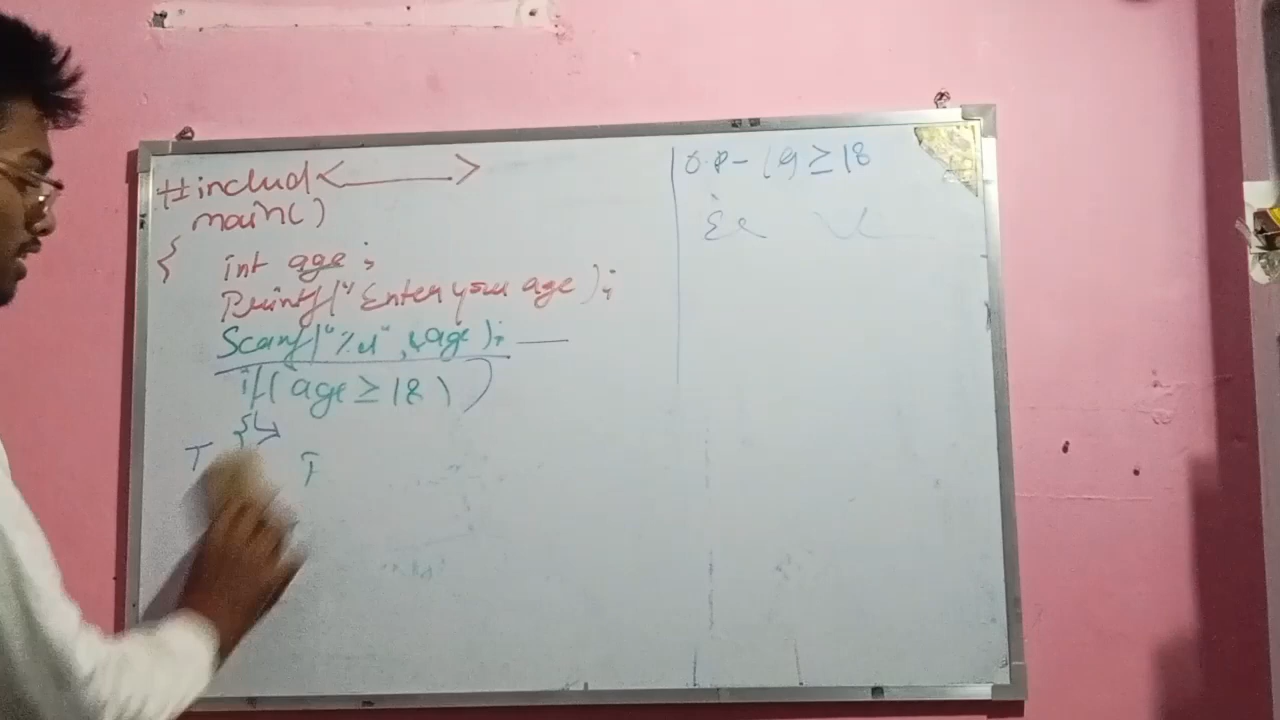 #includ<———>
main()
{
int age;
Printf("Enter your age);
Scanf("%d", &age);
if(age ≥ 18)
{
T
F
O.P - 19 ≥ 18